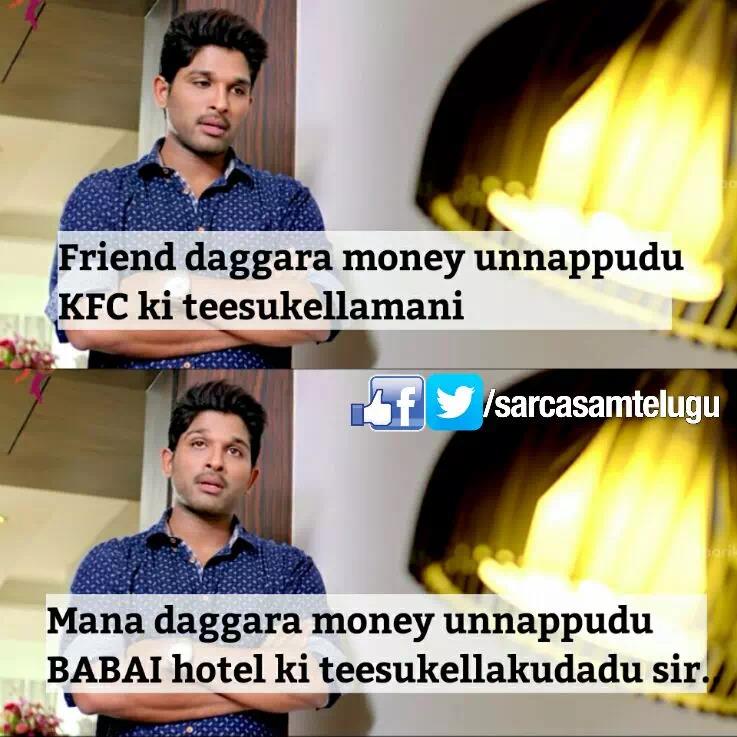 Friend daggara money unnappudu
KFC ki teesukellamani
f /sarcasamtelugu
Mana daggara money unnappudu
BABAI hotel ki teesukellakudadu sir..